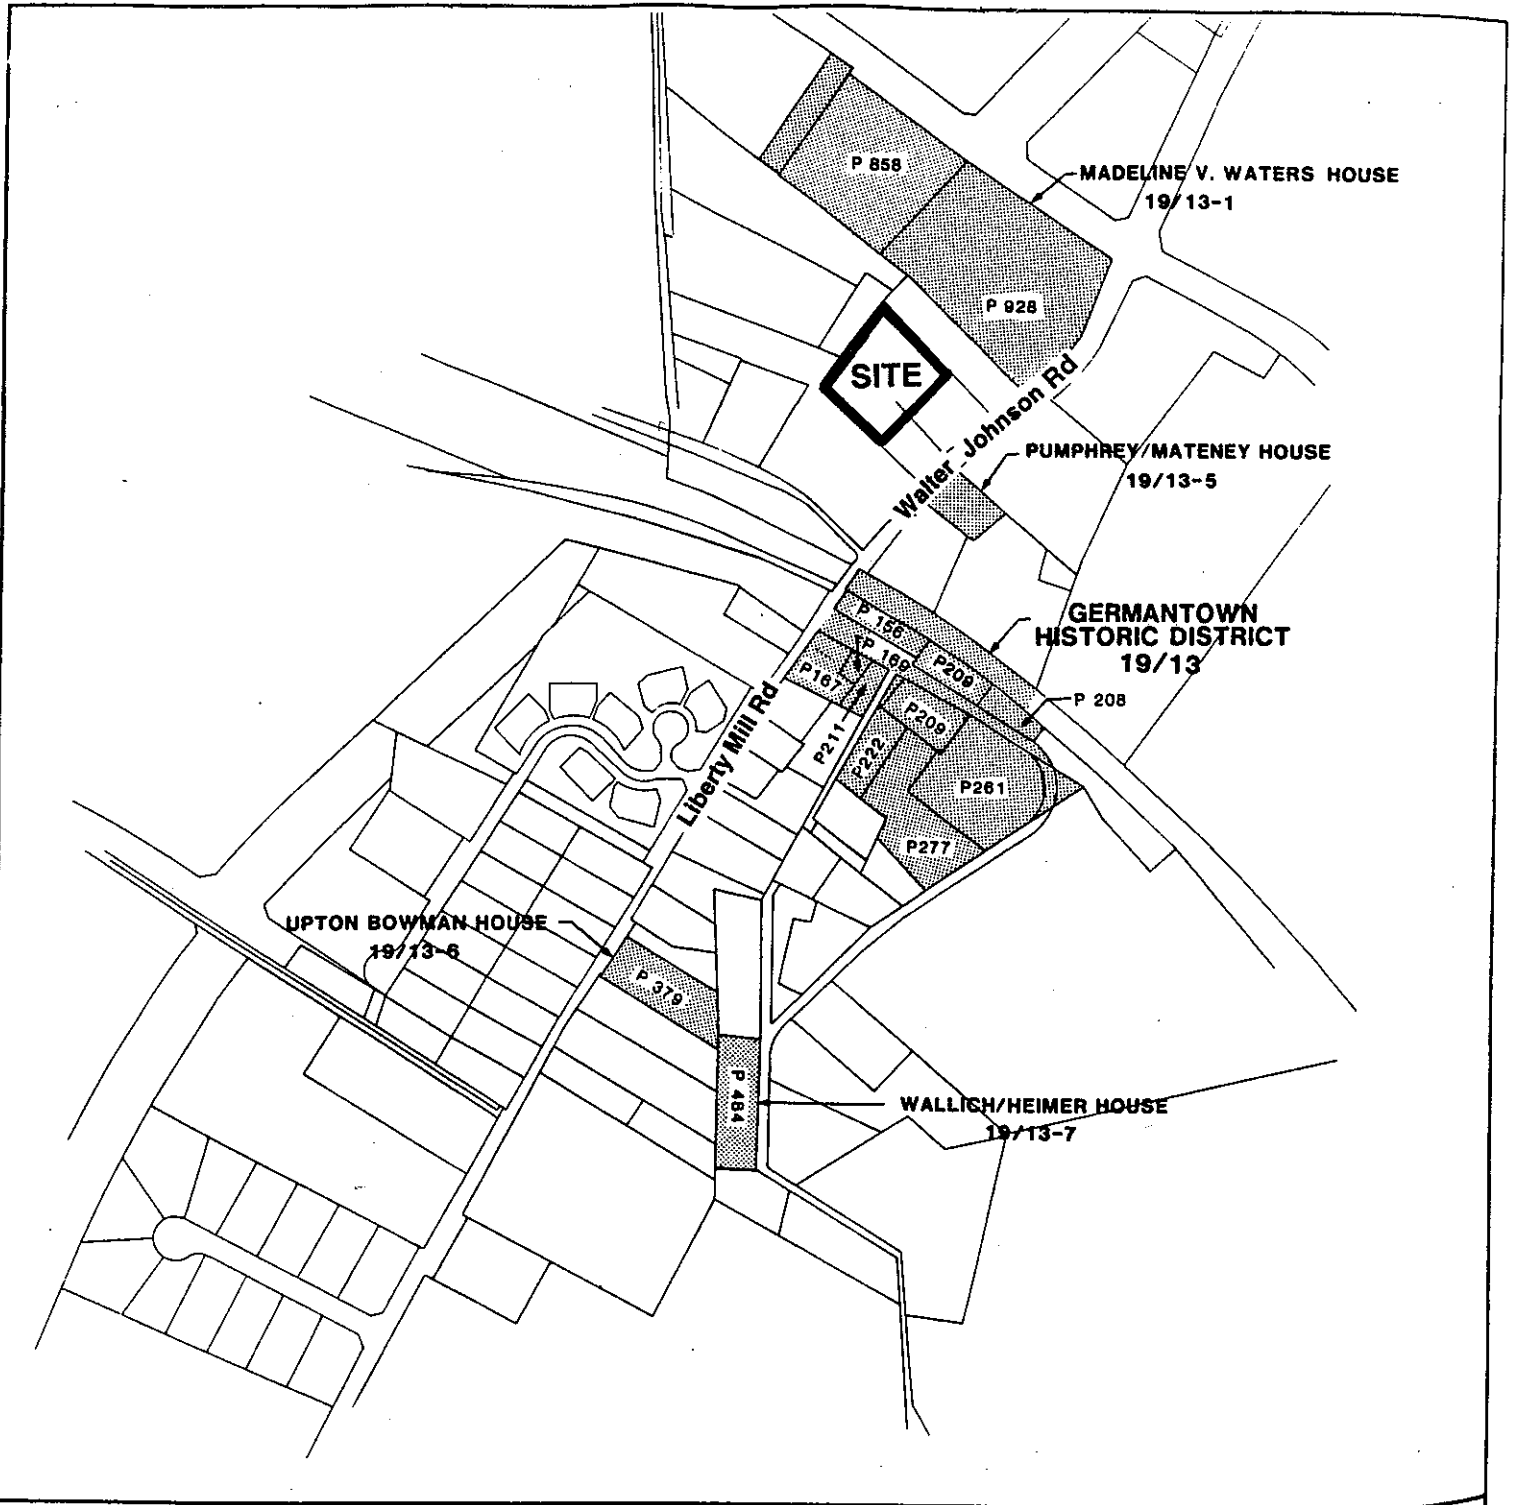 P 858
MADELINE V. WATERS HOUSE
19/13-1
P 928
SITE
Walter Johnson Rd
PUMPHREY/MATENEY HOUSE
19/13-5
GERMANTOWN
HISTORIC DISTRICT
19/13
P 156
P 169
P209
P167
P 208
P209
P211
P222
P261
P277
Liberty Mill Rd
UPTON BOWMAN HOUSE
19/13-6
P 379
P 484
WALLICH/HEIMER HOUSE
19/13-7